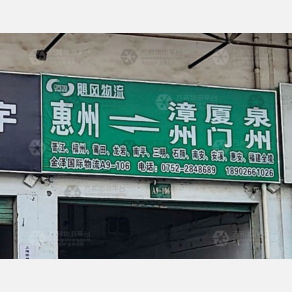 飓风物流
惠州 漳州 厦门 泉州
晋江、福州、莆田、龙岩、南平、三明、石狮、南安、安溪、惠安、福建全境
金泽国际物流A9-106 电话：0752-2848689 18902661026
A9-106
宇